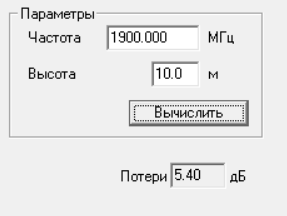 Параметры
Частота 1900.000 МГц
Высота 10.0 м
Вычислить
Потери 5.40 дБ